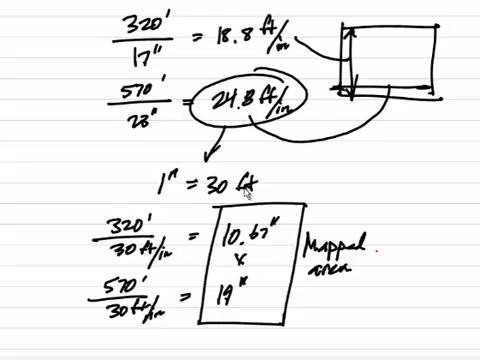 320' / 17" = 18.8 ft/in
570' / 23" = 24.8 ft/in
1" = 30 ft
320' / 30 ft/in = 10.67"
x
570' / 30 ft/in = 19"
Mapped
area